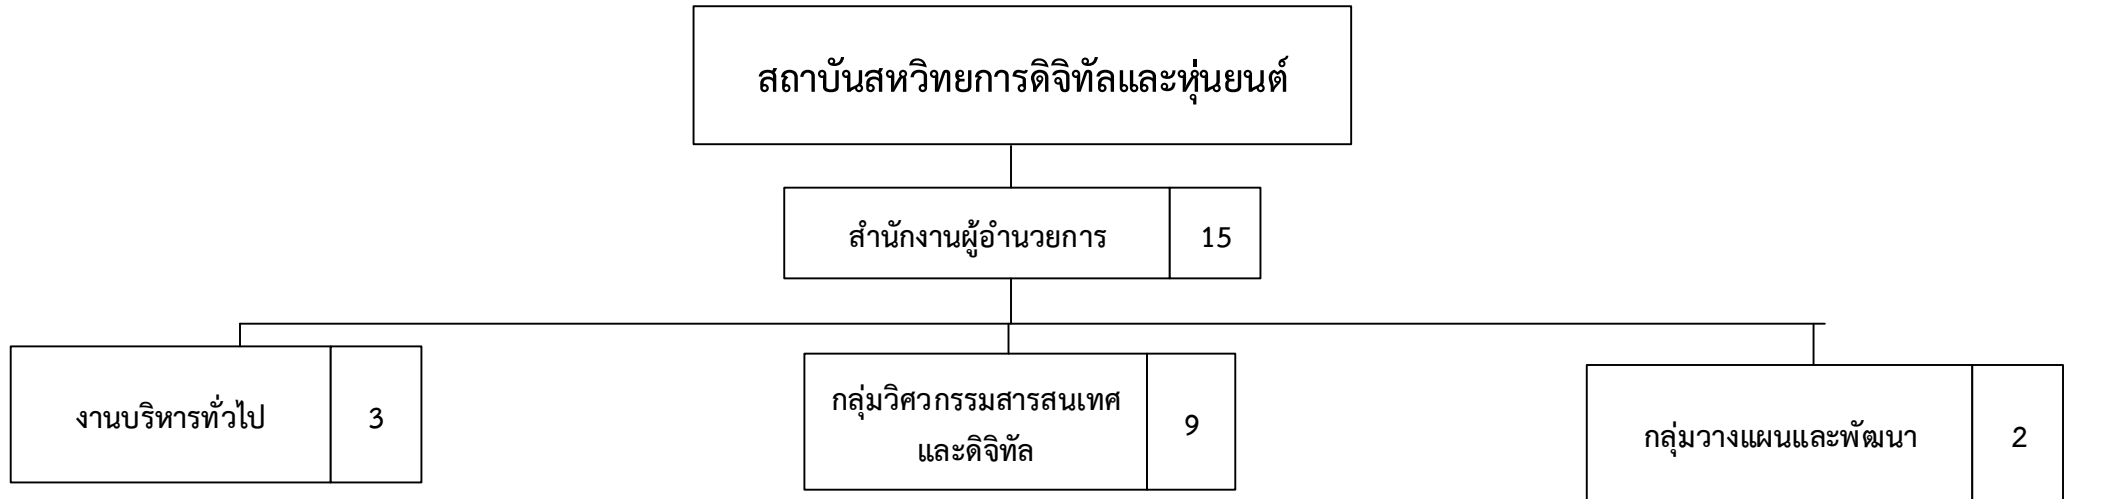 สถาบันสหวิทยการดิจิทัลและหุ่นยนต์
สำนักงานผู้อำนวยการ 15
งานบริหารทั่วไป 3
กลุ่มวิศวกรรมสารสนเทศ
และดิจิทัล 9
กลุ่มวางแผนและพัฒนา 2